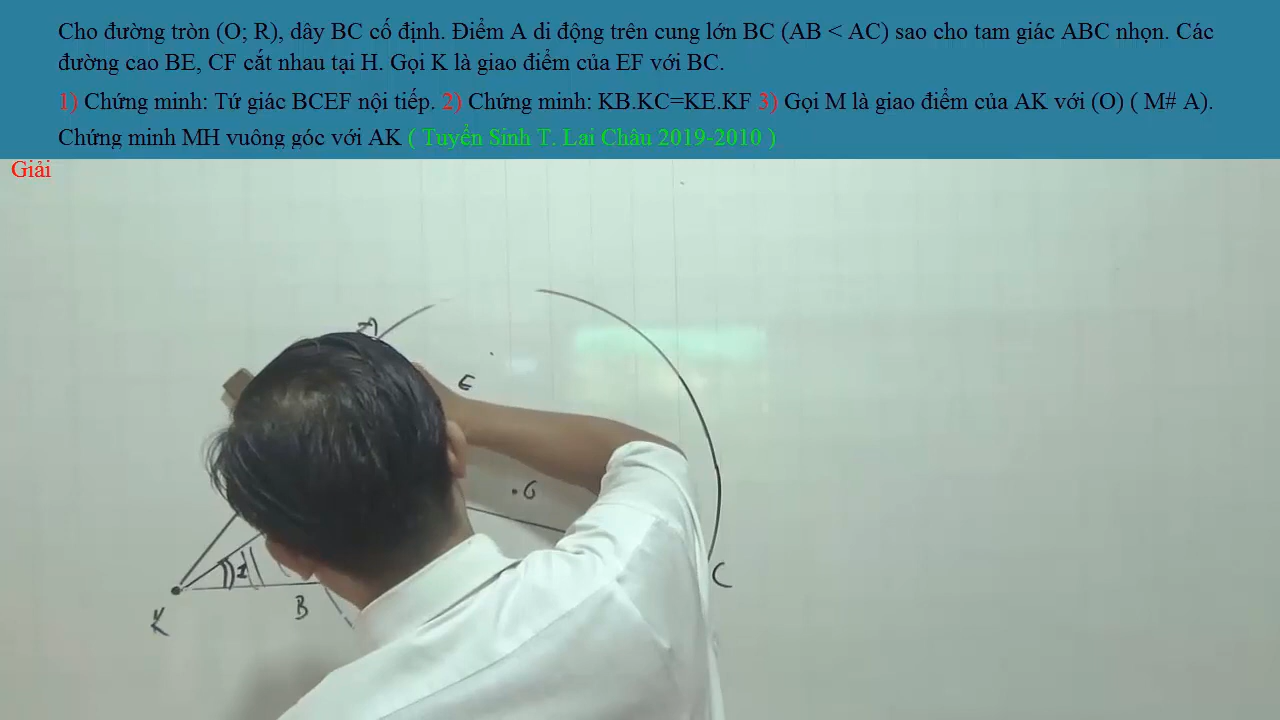 Cho đường tròn (O; R), dây BC cố định. Điểm A di động trên cung lớn BC (AB < AC) sao cho tam giác ABC nhọn. Các
đường cao BE, CF cắt nhau tại H. Gọi K là giao điểm của EF với BC.
1) Chứng minh: Tứ giác BCEF nội tiếp. 2) Chứng minh: KB.KC=KE.KF 3) Gọi M là giao điểm của AK với (O) ( M# A).
Chứng minh MH vuông góc với AK ( Tuyển Sinh T. Lai Châu 2019-2010 )
Giải
A
E
O
1
C
B
K